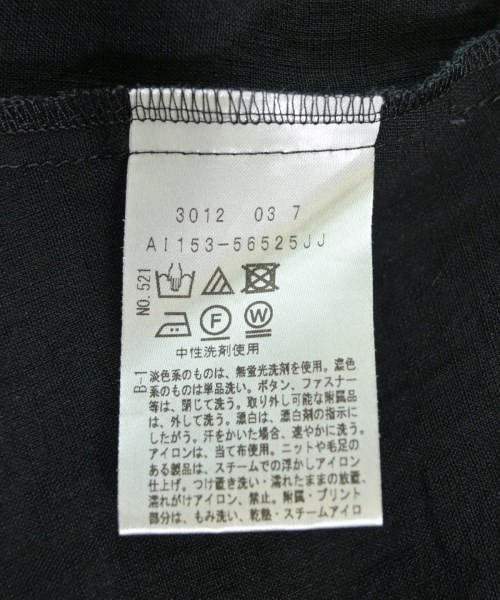 3012 03 7
AI153-56525JJ
NO.521
F
W
中性洗剤使用
B-1
淡色系のものは、無蛍光洗剤を使用。濃色
系のものは単品洗い。ボタン、ファスナー
等は、閉じて洗う。取り外し可能な附属品
は、外して洗う。漂白は、漂白剤の指示に
したがう。汗をかいた場合、速やかに洗う。
アイロンは、当て布使用。ニットや毛足の
ある製品は、スチームでの浮かしアイロン
仕上げ。つけ置き洗い・濡れたままの放置、
濡れがけアイロン、禁止。附属・プリント
部分は、もみ洗い、乾燥・スチームアイロ